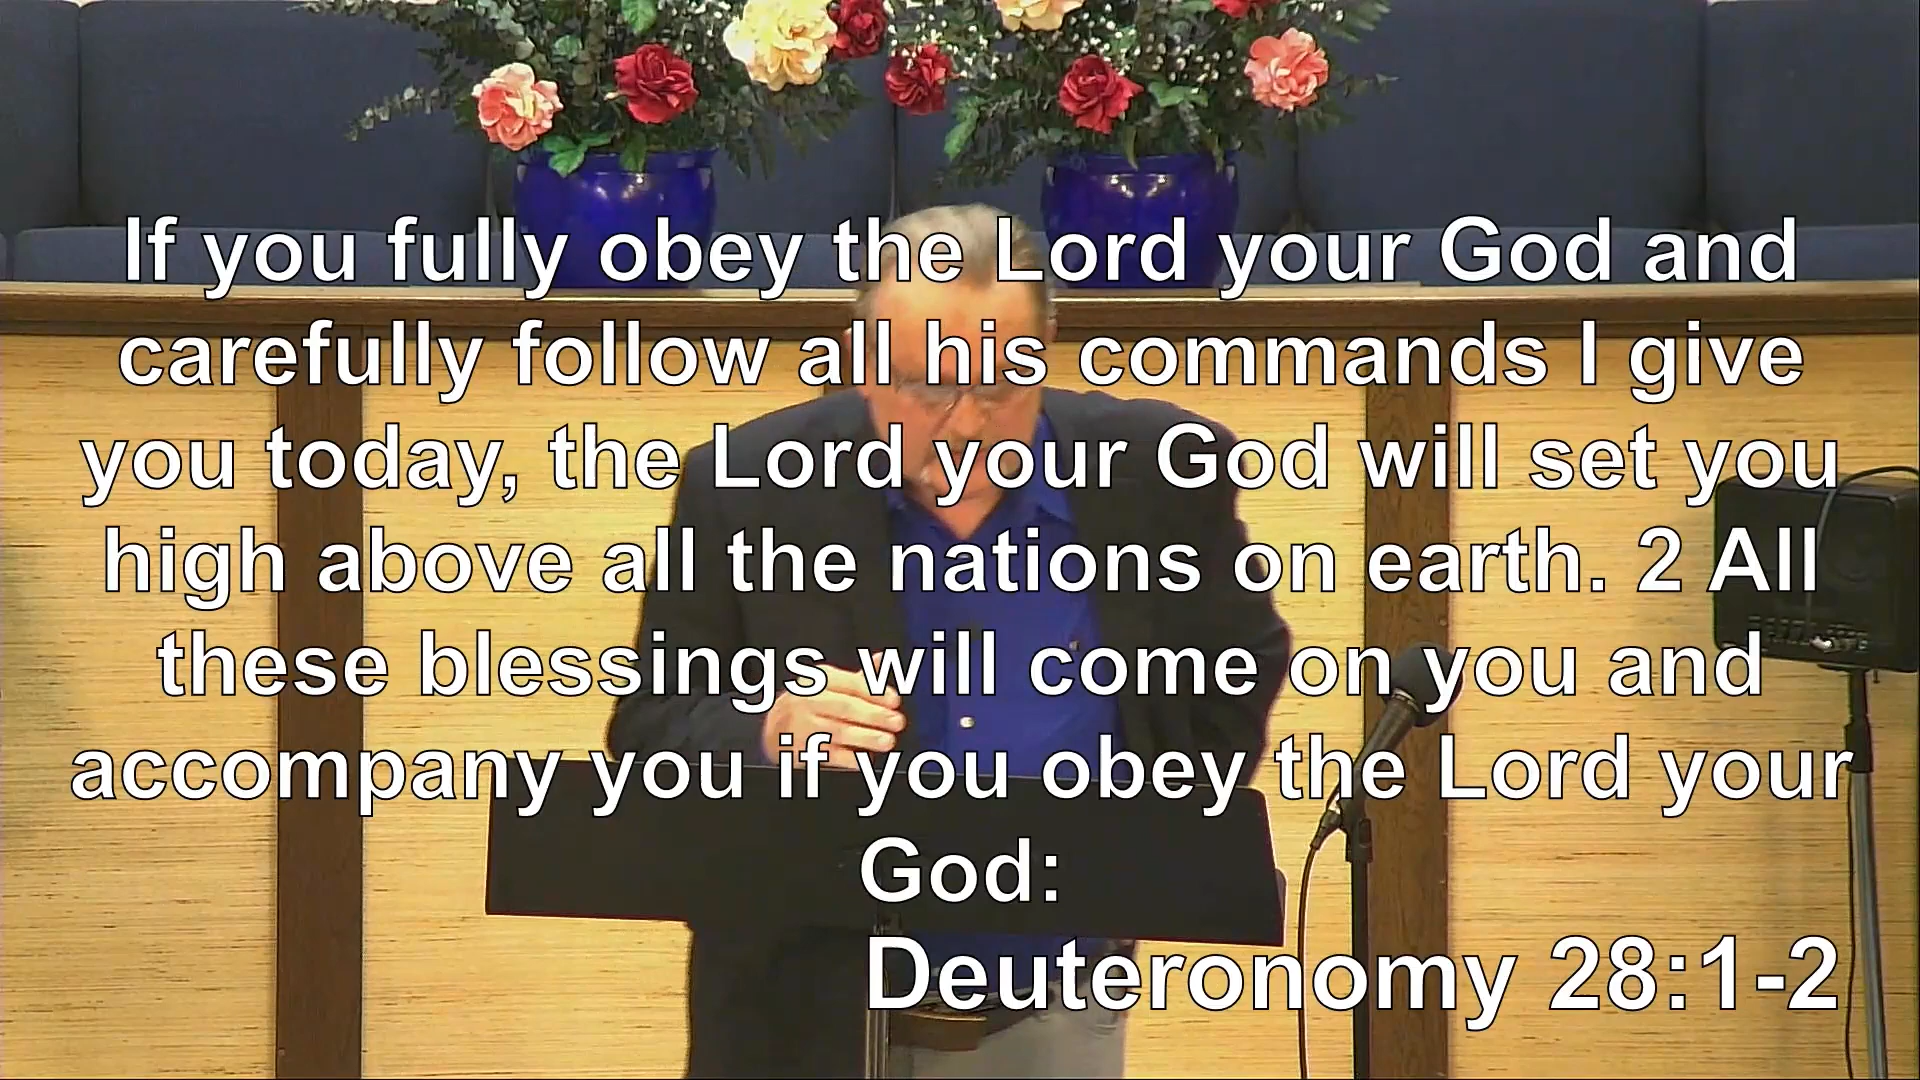 If you fully obey the Lord your God and
carefully follow all his commands I give
you today, the Lord your God will set you
high above all the nations on earth. 2 All
these blessings will come on you and
accompany you if you obey the Lord your
God:
Deuteronomy 28:1-2